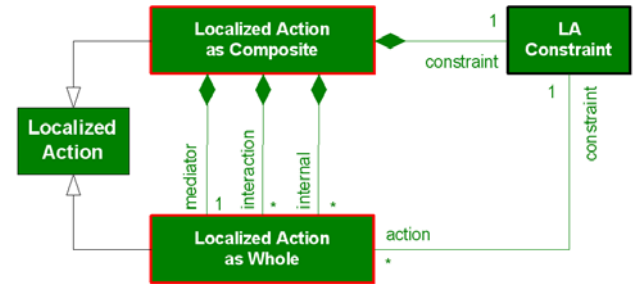 Localized Action
as Composite
1
constraint
LA
Constraint
1
constraint
Localized
Action
mediator
1
interaction
*
internal
*
Localized Action
as Whole
action
*